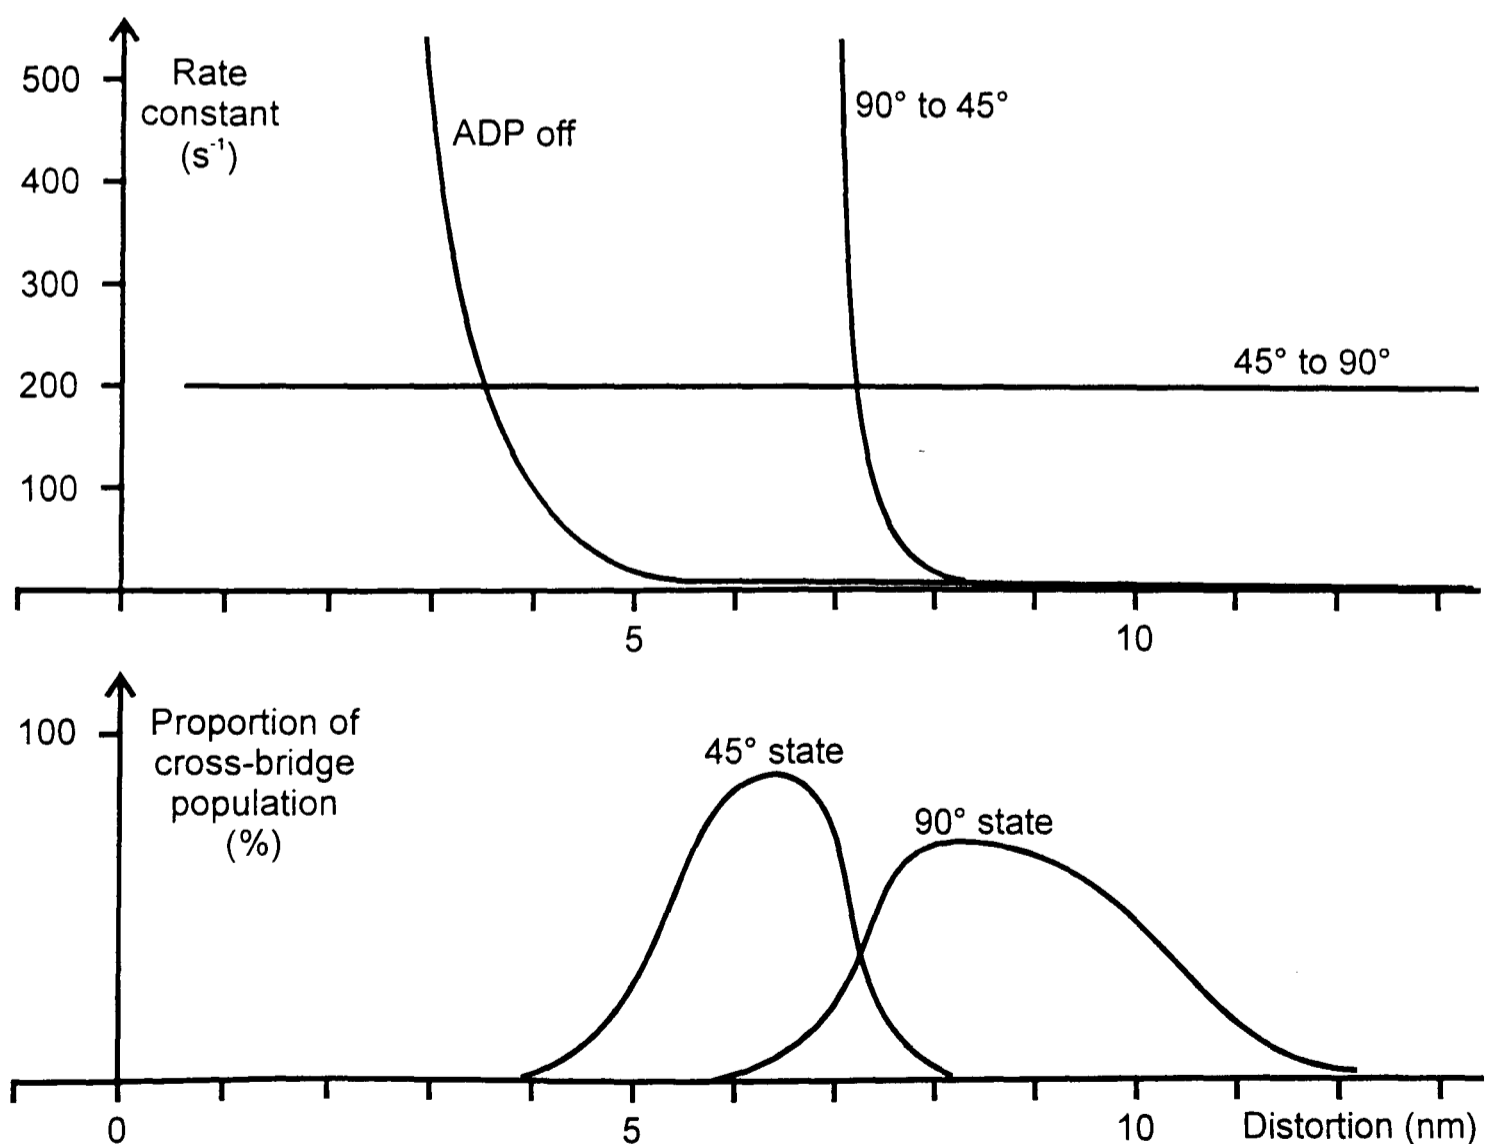 500
Rate
constant
(s⁻¹)
90° to 45°
ADP off
400
300
45° to 90°
200
100
5
10
100
Proportion of
cross-bridge
population
(%)
45° state
90° state
0
5
10
Distortion (nm)